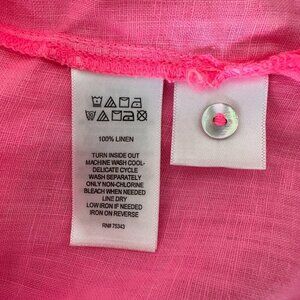 100% LINEN
TURN INSIDE OUT
MACHINE WASH COOL-
DELICATE CYCLE
WASH SEPARATELY
ONLY NON-CHLORINE
BLEACH WHEN NEEDED
LINE DRY
LOW IRON IF NEEDED
IRON ON REVERSE
RN# 75343